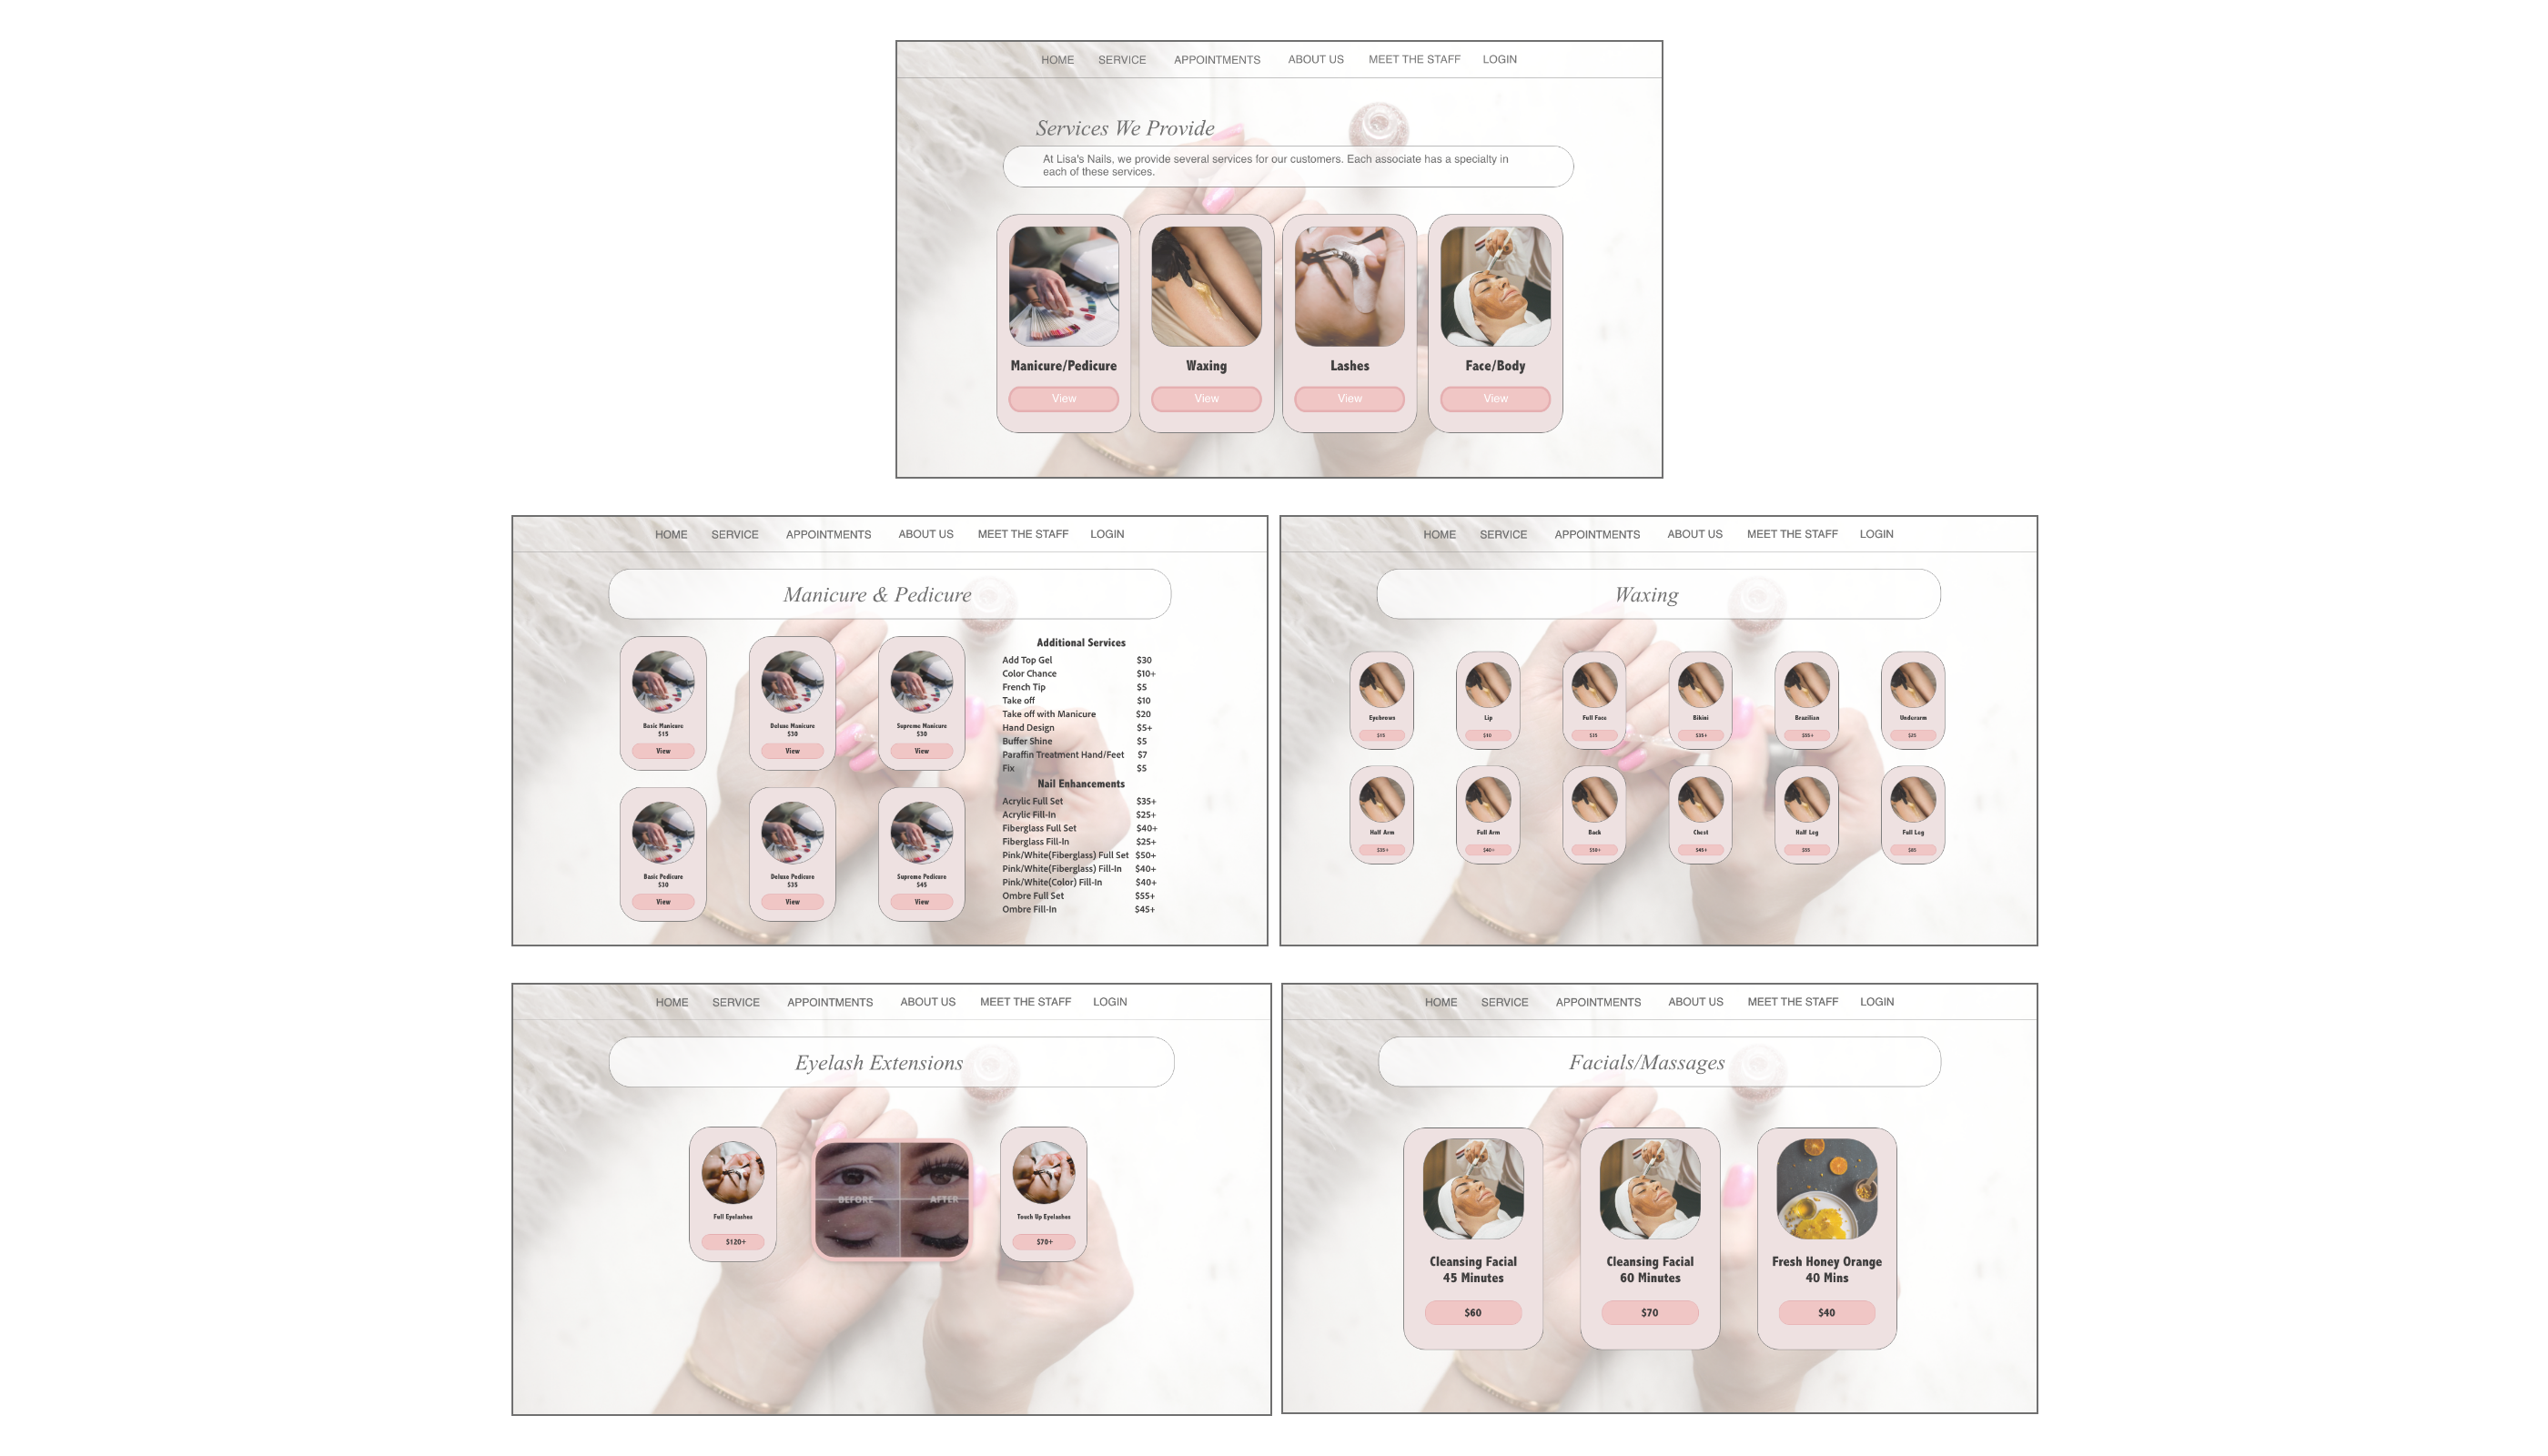 HOME SERVICE APPOINTMENTS ABOUT US MEET THE STAFF LOGIN
Services We Provide
At Lisa's Nails, we provide several services for our customers. Each associate has a specialty in
each of these services.
Manicure/Pedicure Waxing Lashes Face/Body
View View View View
HOME SERVICE APPOINTMENTS ABOUT US MEET THE STAFF LOGIN
Manicure & Pedicure
Basic Manicure Deluxe Manicure Supreme Manicure
$15 $30 $30
View View View
Basic Pedicure Deluxe Pedicure Supreme Pedicure
$30 $35 $45
View View View
Additional Services
Add Top Gel $30
Color Chance $10+
French Tip $5
Take off $10
Take off with Manicure $20
Hand Design $5+
Buffer Shine $5
Paraffin Treatment Hand/Feet $7
Fix $5
Nail Enhancements
Acrylic Full Set $35+
Acrylic Fill-In $25+
Fiberglass Full Set $40+
Fiberglass Fill-In $25+
Pink/White(Fiberglass) Full Set $50+
Pink/White(Fiberglass) Fill-In $40+
Pink/White(Color) Fill-In $40+
Ombre Full Set $55+
Ombre Fill-In $45+
HOME SERVICE APPOINTMENTS ABOUT US MEET THE STAFF LOGIN
Waxing
Eyebrows Lip Full Face Bikini Brazilian Underarm
$35+ $25
Half Arm Full Arm Back Chest Half Leg Full Leg
$35+ $40+ $50+ $45+ $55
HOME SERVICE APPOINTMENTS ABOUT US MEET THE STAFF LOGIN
Eyelash Extensions
BEFORE AFTER
Full Eyelashes Touch Up Eyelashes
$120+ $70+
HOME SERVICE APPOINTMENTS ABOUT US MEET THE STAFF LOGIN
Facials/Massages
Cleansing Facial Cleansing Facial Fresh Honey Orange
45 Minutes 60 Minutes 40 Mins
$60 $70 $40